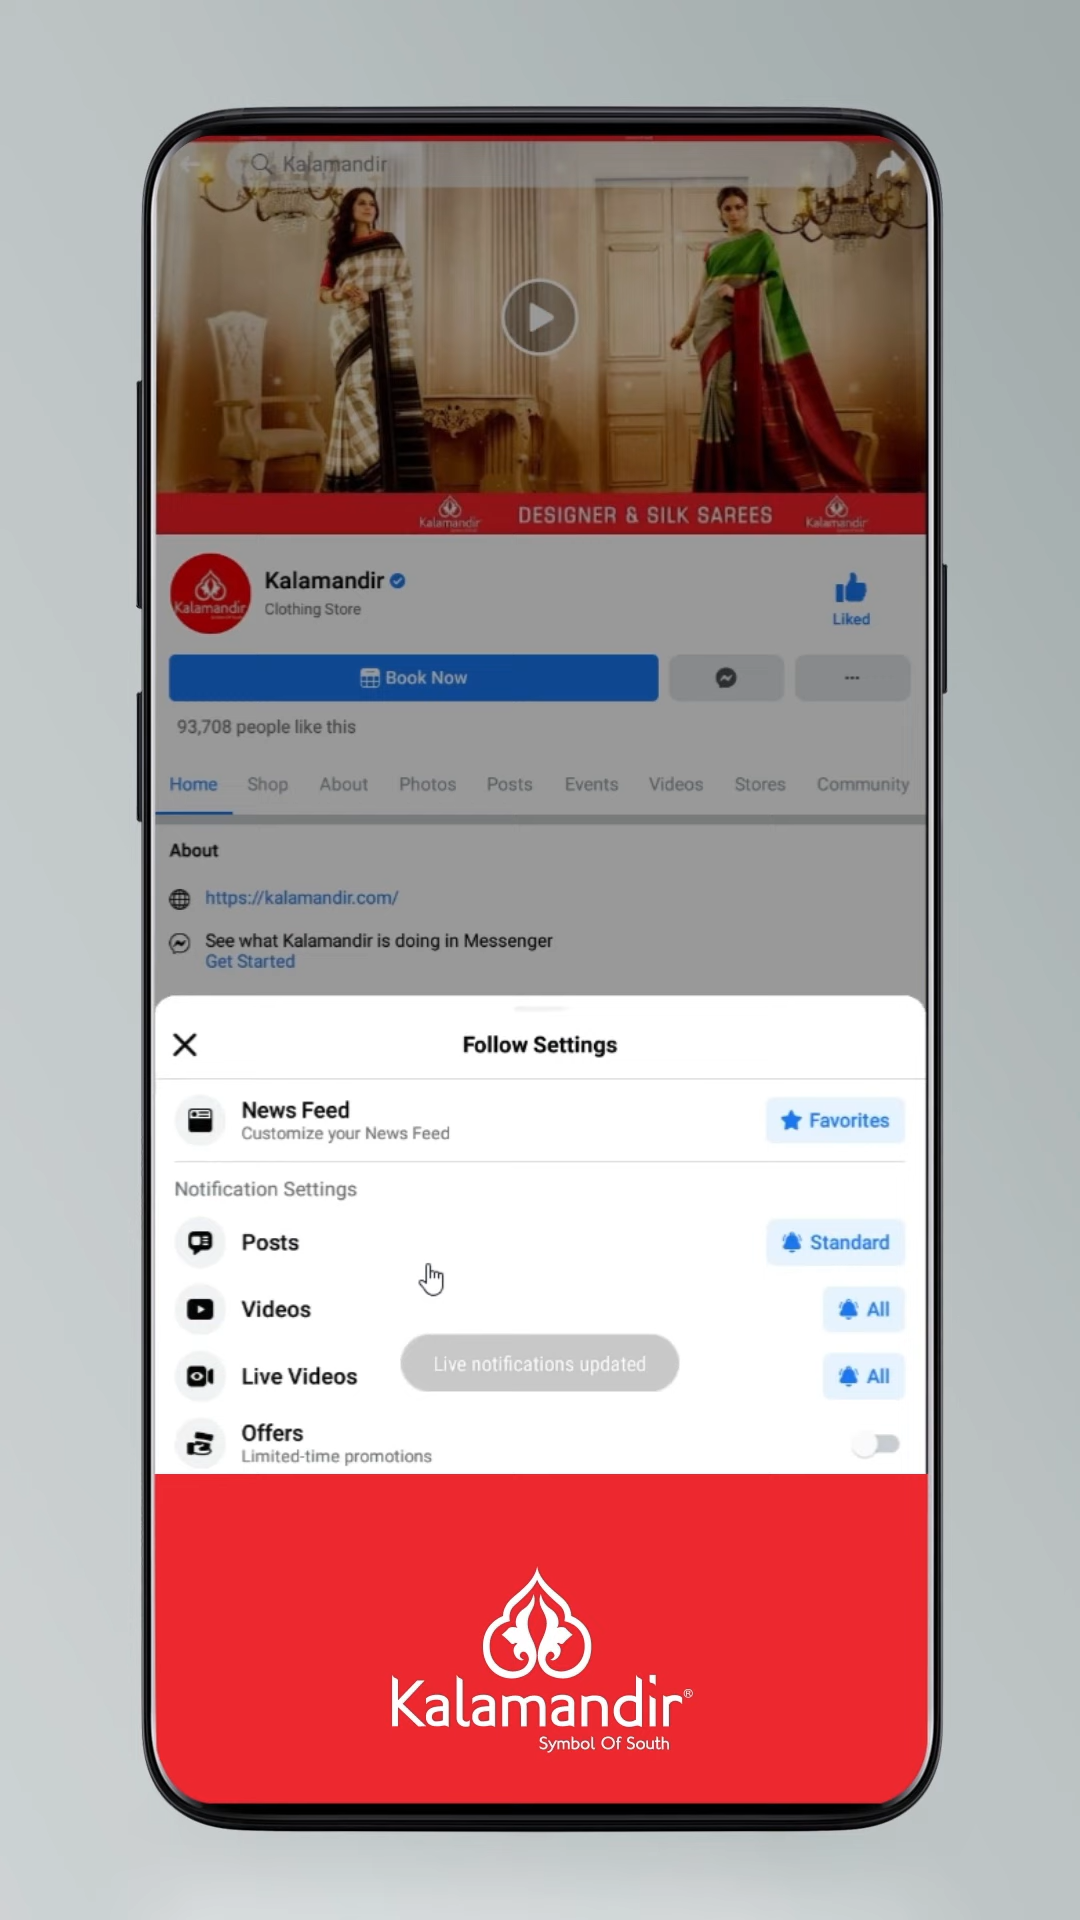 Kalamandir
Kalamandir
DESIGNER & SILK SAREES
Kalamandir
Kalamandir
Kalamandir
Clothing Store
Liked
Book Now
93,708 people like this
Home Shop About Photos Posts Events Videos Stores Community
About
https://kalamandir.com/
See what Kalamandir is doing in Messenger
Get Started
Follow Settings
News Feed
Customize your News Feed
Favorites
Notification Settings
Posts
Standard
Videos
All
Live notifications updated
Live Videos
All
Offers
Limited-time promotions
Kalamandir®
Symbol Of South